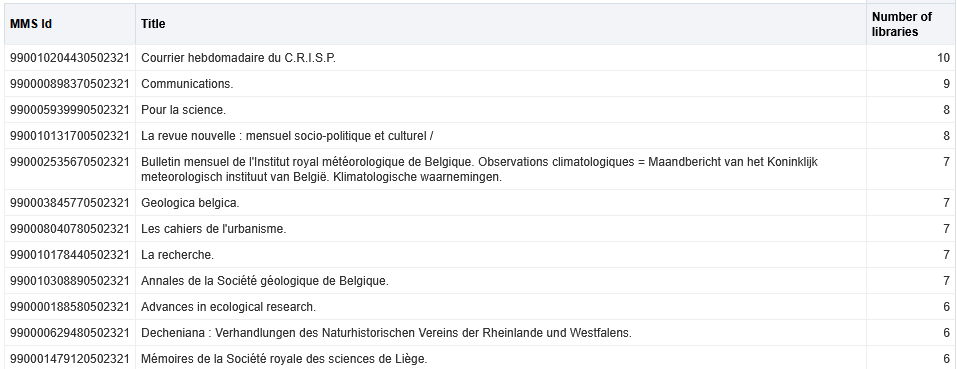 MMS Id Title Number of
libraries
990010204430502321 Courrier hebdomadaire du C.R.I.S.P. 10
990000898370502321 Communications. 9
990005939990502321 Pour la science. 8
990010131700502321 La revue nouvelle : mensuel socio-politique et culturel / 8
990002535670502321 Bulletin mensuel de l'Institut royal météorologique de Belgique. Observations climatologiques = Maandbericht van het Koninklijk 7
meteorologisch instituut van België. Klimatologische waarnemingen.
990003845770502321 Geologica belgica. 7
990008040780502321 Les cahiers de l'urbanisme. 7
990010178440502321 La recherche. 7
990010308890502321 Annales de la Société géologique de Belgique. 7
990000188580502321 Advances in ecological research. 6
990000629480502321 Decheniana : Verhandlungen des Naturhistorischen Vereins der Rheinlande und Westfalens. 6
990001479120502321 Mémoires de la Société royale des sciences de Liège. 6